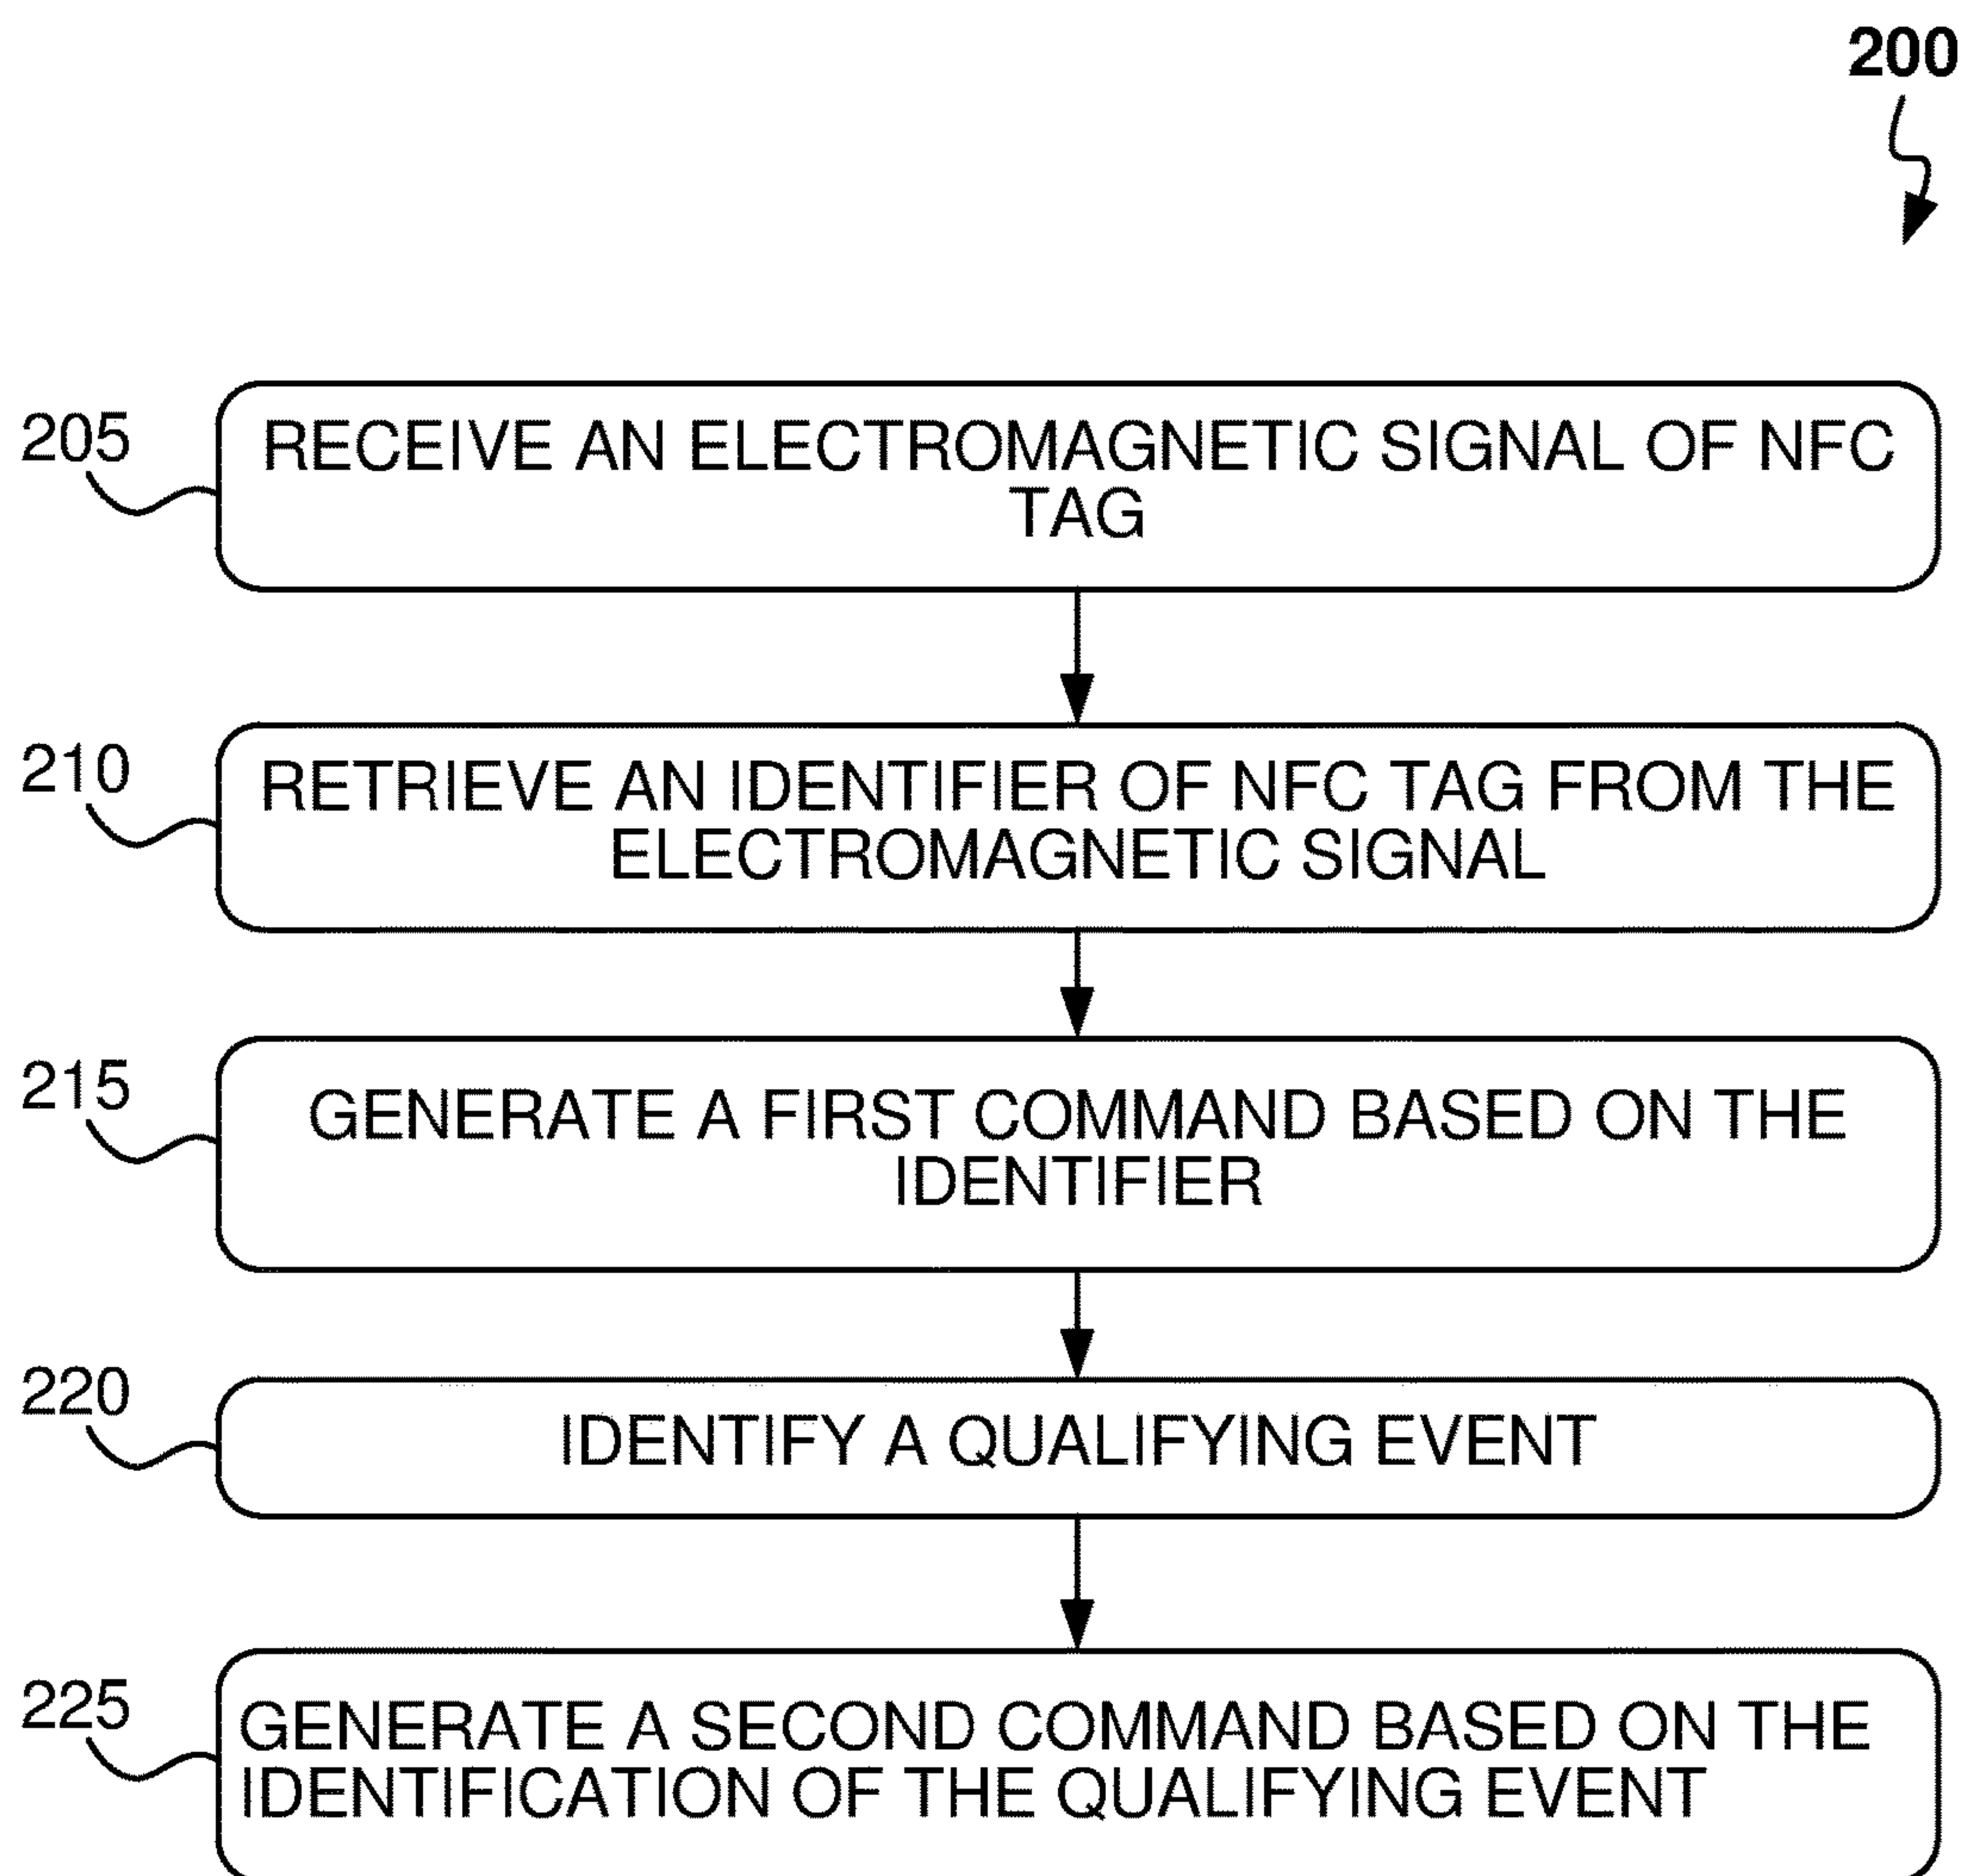 200
205
RECEIVE AN ELECTROMAGNETIC SIGNAL OF NFC
TAG
210
RETRIEVE AN IDENTIFIER OF NFC TAG FROM THE
ELECTROMAGNETIC SIGNAL
215
GENERATE A FIRST COMMAND BASED ON THE
IDENTIFIER
220
IDENTIFY A QUALIFYING EVENT
225
GENERATE A SECOND COMMAND BASED ON THE
IDENTIFICATION OF THE QUALIFYING EVENT